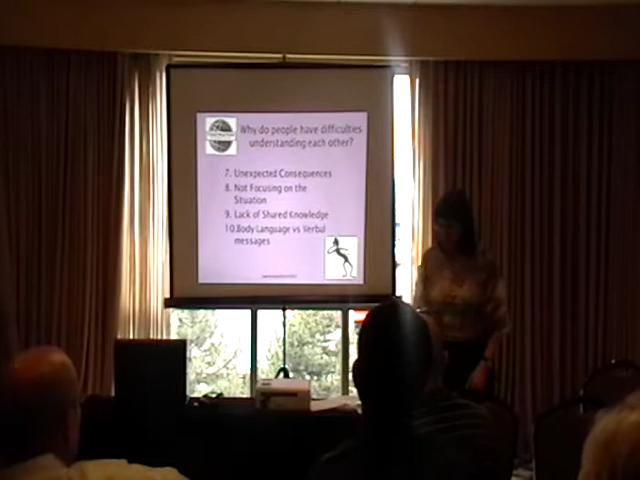 Why do people have difficulties
understanding each other?
7. Unexpected Consequences
8. Not Focusing on the
Situation
9. Lack of Shared Knowledge
10.Body Language vs Verbal
messages